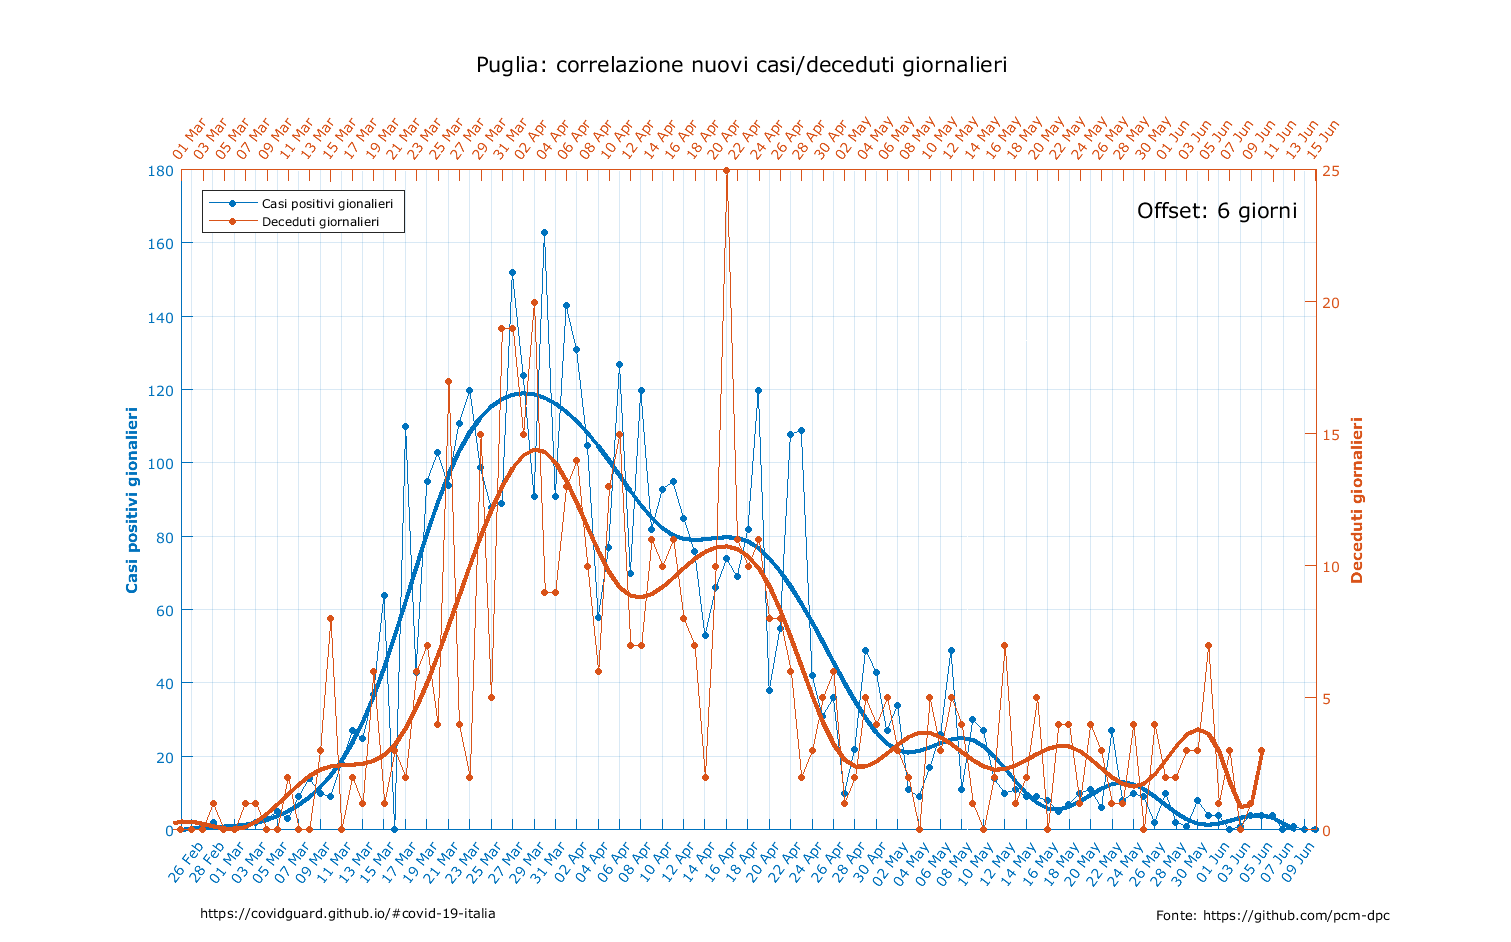 Puglia: correlazione nuovi casi/deceduti giornalieri
01 Mar 03 Mar 05 Mar 07 Mar 09 Mar 11 Mar 13 Mar 15 Mar 17 Mar 19 Mar 21 Mar 23 Mar 25 Mar 27 Mar 29 Mar 31 Mar 02 Apr 04 Apr 06 Apr 08 Apr 10 Apr 12 Apr 14 Apr 16 Apr 18 Apr 20 Apr 22 Apr 24 Apr 26 Apr 28 Apr 30 Apr 02 May 04 May 06 May 08 May 10 May 12 May 14 May 16 May 18 May 20 May 22 May 24 May 26 May 28 May 30 May 01 Jun 03 Jun 05 Jun 07 Jun 09 Jun 11 Jun 13 Jun 15 Jun
180 25
Casi positivi gionalieri
Deceduti giornalieri
Offset: 6 giorni
160
20
140
120
15
100
80
10
60
40
5
20
0 0
Casi positivi gionalieri
Deceduti giornalieri
26 Feb 28 Feb 01 Mar 03 Mar 05 Mar 07 Mar 09 Mar 11 Mar 13 Mar 15 Mar 17 Mar 19 Mar 21 Mar 23 Mar 25 Mar 27 Mar 29 Mar 31 Mar 02 Apr 04 Apr 06 Apr 08 Apr 10 Apr 12 Apr 14 Apr 16 Apr 18 Apr 20 Apr 22 Apr 24 Apr 26 Apr 28 Apr 30 Apr 02 May 04 May 06 May 08 May 10 May 12 May 14 May 16 May 18 May 20 May 22 May 24 May 26 May 28 May 30 May 01 Jun 03 Jun 05 Jun 07 Jun 09 Jun
https://covidguard.github.io/#covid-19-italia
Fonte: https://github.com/pcm-dpc